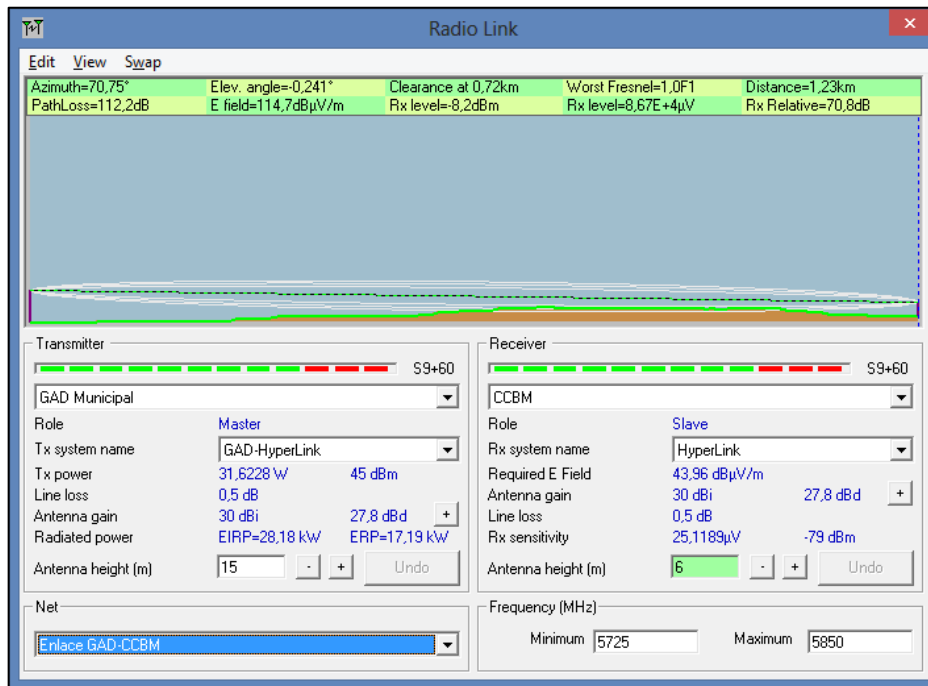 Radio Link
Edit View Swap
Azimuth=70,75° Elev. angle=-0,241° Clearance at 0,72km Worst Fresnel=1,0F1 Distance=1,23km
PathLoss=112,2dB E field=114,7dBµV/m Rx level=-8,2dBm Rx level=8,67E+4µV Rx Relative=70,8dB
Transmitter
S9+60
GAD Municipal
Role Master
Tx system name GAD-HyperLink
Tx power 31,6228 W 45 dBm
Line loss 0,5 dB
Antenna gain 30 dBi 27,8 dBd +
Radiated power EIRP=28,18 kW ERP=17,19 kW
Antenna height (m) 15 - + Undo
Receiver
S9+60
CCBM
Role Slave
Rx system name HyperLink
Required E Field 43,96 dBµV/m
Antenna gain 30 dBi 27,8 dBd +
Line loss 0,5 dB
Rx sensitivity 25,1189µV -79 dBm
Antenna height (m) 6 - + Undo
Net
Enlace GAD-CCBM
Frequency (MHz)
Minimum 5725 Maximum 5850